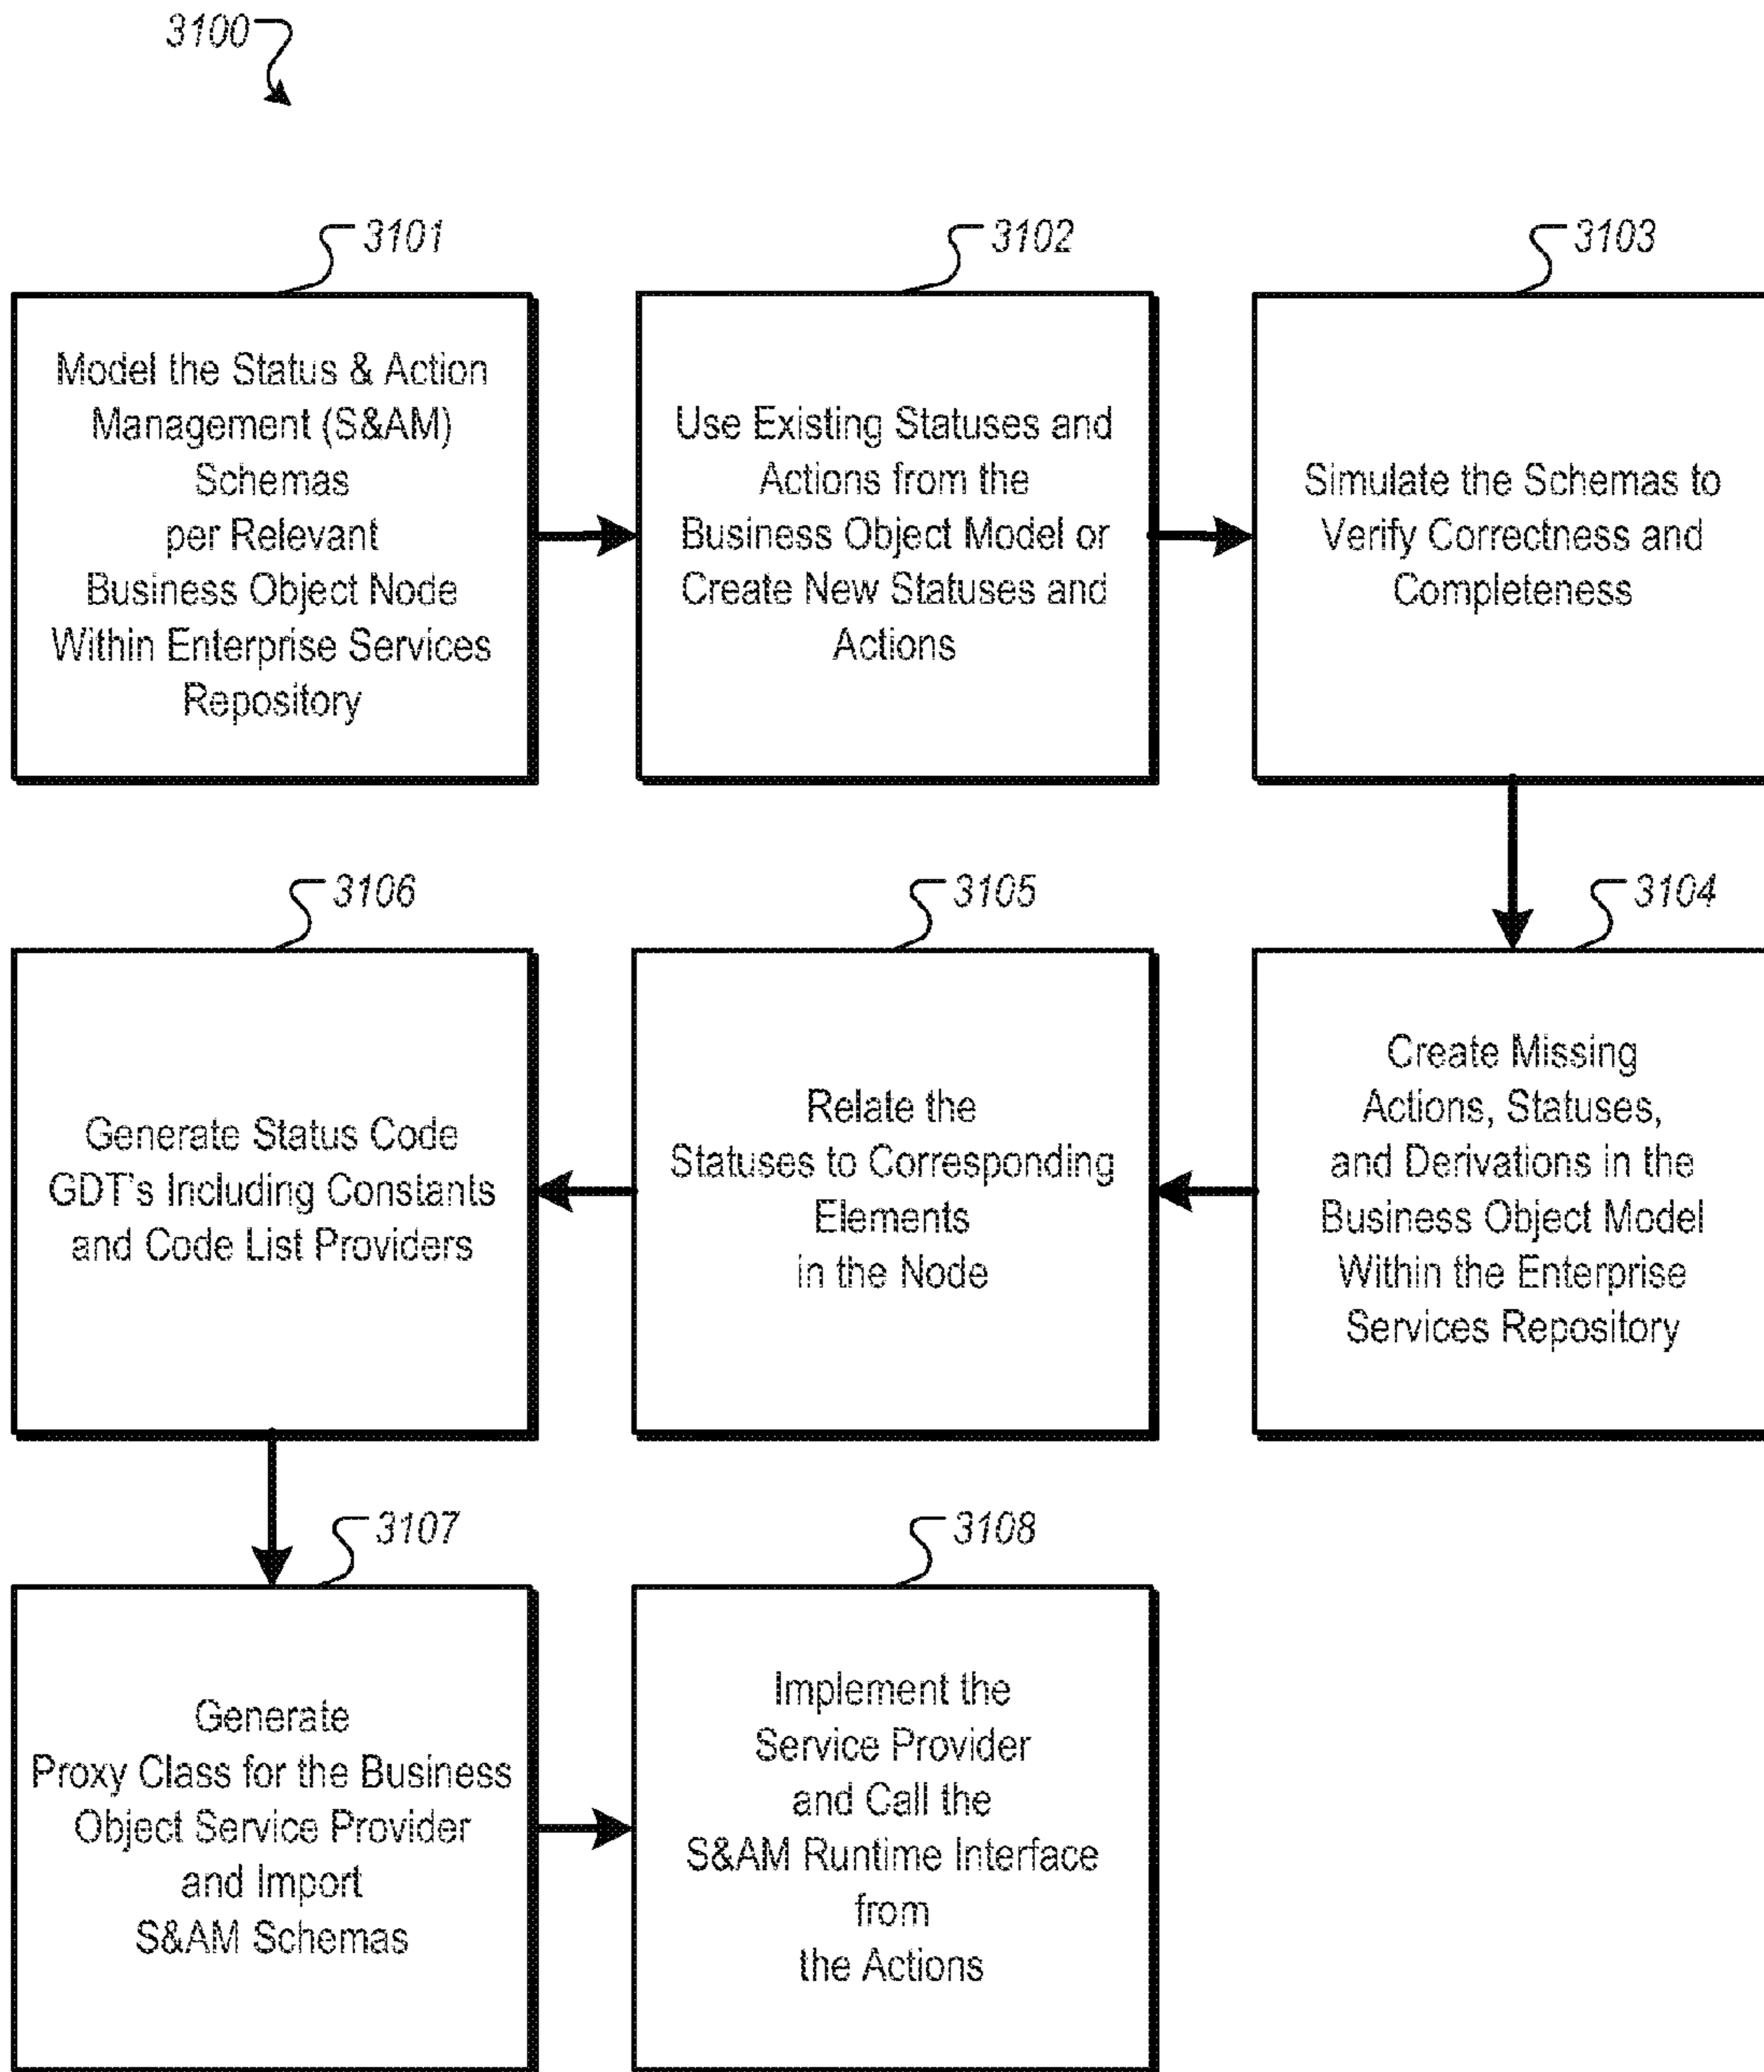 3100
3101
Model the Status & Action
Management (S&AM)
Schemas
per Relevant
Business Object Node
Within Enterprise Services
Repository
3102
Use Existing Statuses and
Actions from the
Business Object Model or
Create New Statuses and
Actions
3103
Simulate the Schemas to
Verify Correctness and
Completeness
3104
Create Missing
Actions, Statuses,
and Derivations in the
Business Object Model
Within the Enterprise
Services Repository
3105
Relate the
Statuses to Corresponding
Elements
in the Node
3106
Generate Status Code
GDT's Including Constants
and Code List Providers
3107
Generate
Proxy Class for the Business
Object Service Provider
and Import
S&AM Schemas
3108
Implement the
Service Provider
and Call the
S&AM Runtime Interface
from
the Actions